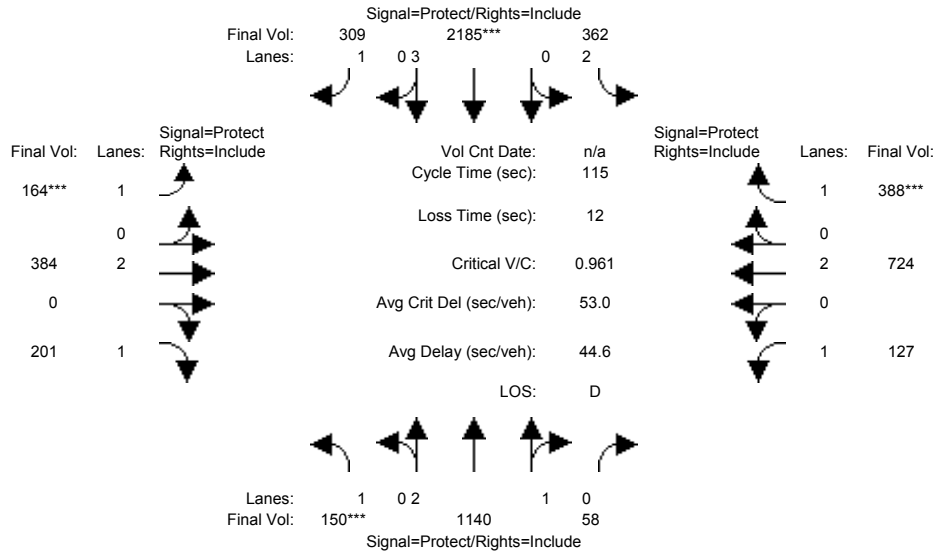 Signal=Protect/Rights=Include
Final Vol: 309 2185*** 362
Lanes: 1 0 3 0 2
Signal=Protect Signal=Protect
Final Vol: Lanes: Rights=Include Vol Cnt Date: n/a Rights=Include Lanes: Final Vol:
Cycle Time (sec): 115
164*** 1 1 388***
Loss Time (sec): 12
0 0
384 2 Critical V/C: 0.961 2 724
0 Avg Crit Del (sec/veh): 53.0 0
201 1 Avg Delay (sec/veh): 44.6 1 127
LOS: D
Lanes: 1 0 2 1 0
Final Vol: 150*** 1140 58
Signal=Protect/Rights=Include